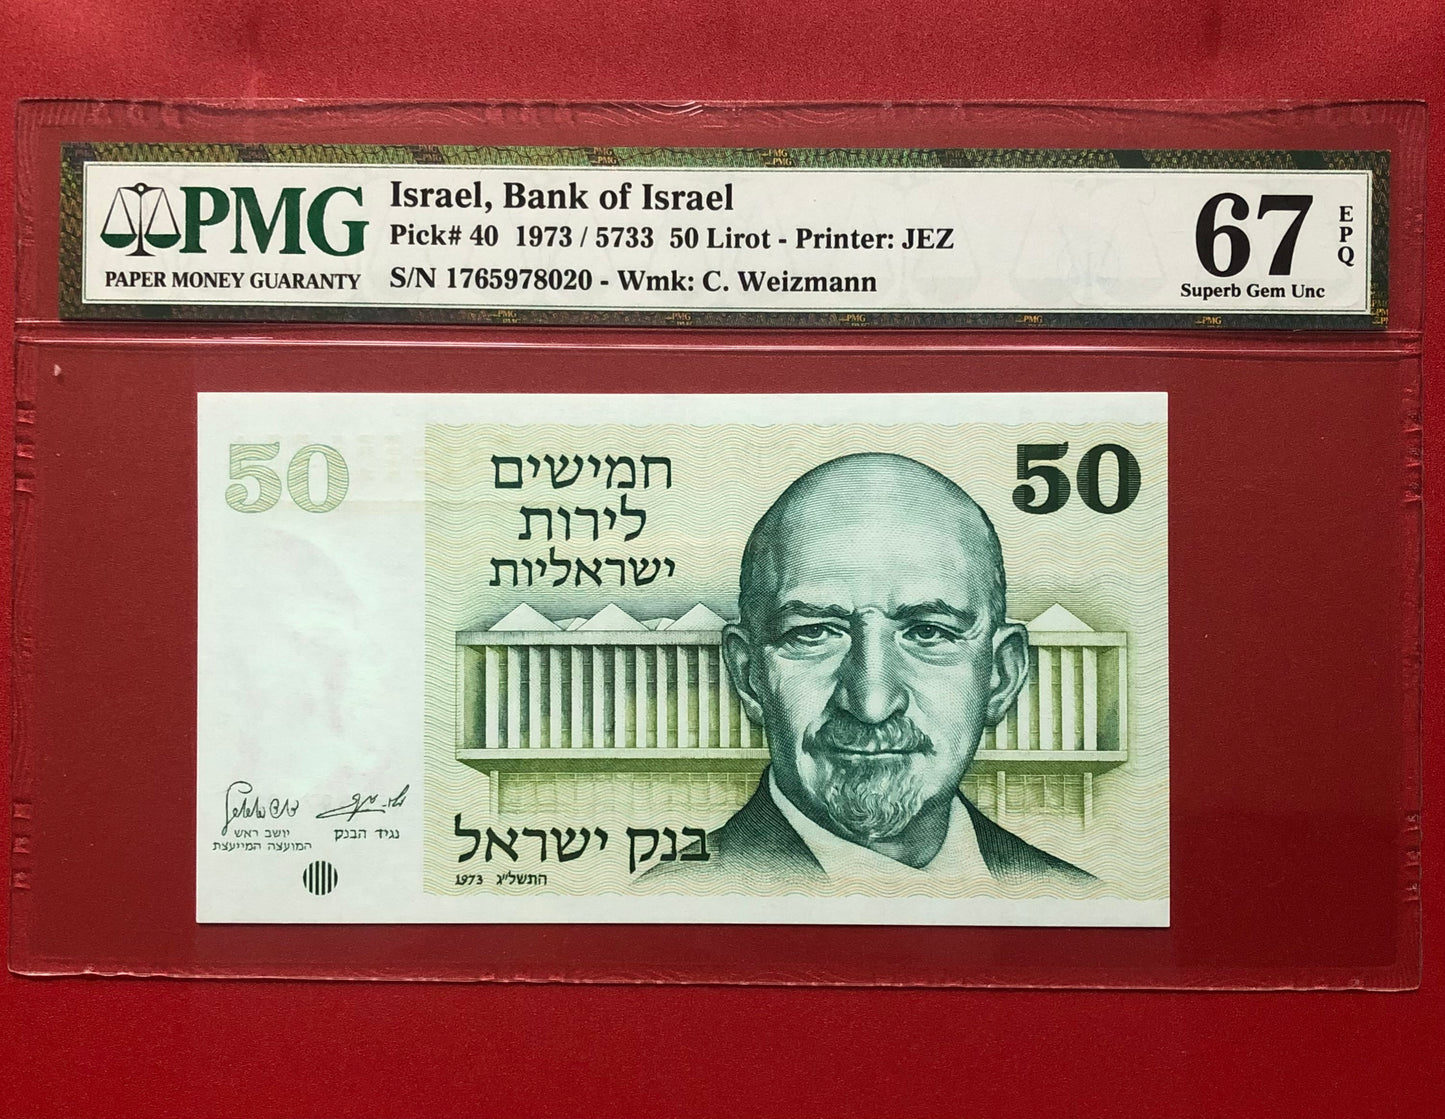 PMG
PAPER MONEY GUARANTY
Israel, Bank of Israel
Pick# 40 1973 / 5733 50 Lirot - Printer: JEZ
S/N 1765978020 - Wmk: C. Weizmann
67
EPQ
Superb Gem Unc
50
50
חמישים
לירות
ישראליות
יושב ראש
המועצה המייעצת
נגיד הבנק
בנק ישראל
1973 התשל"ג